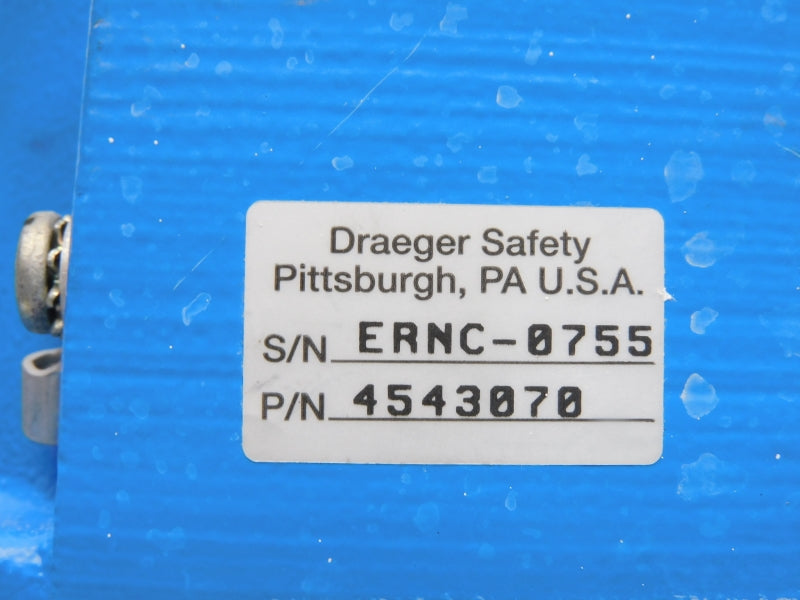 Draeger Safety
Pittsburgh, PA U.S.A.
S/N ERNC-0755
P/N 4543070